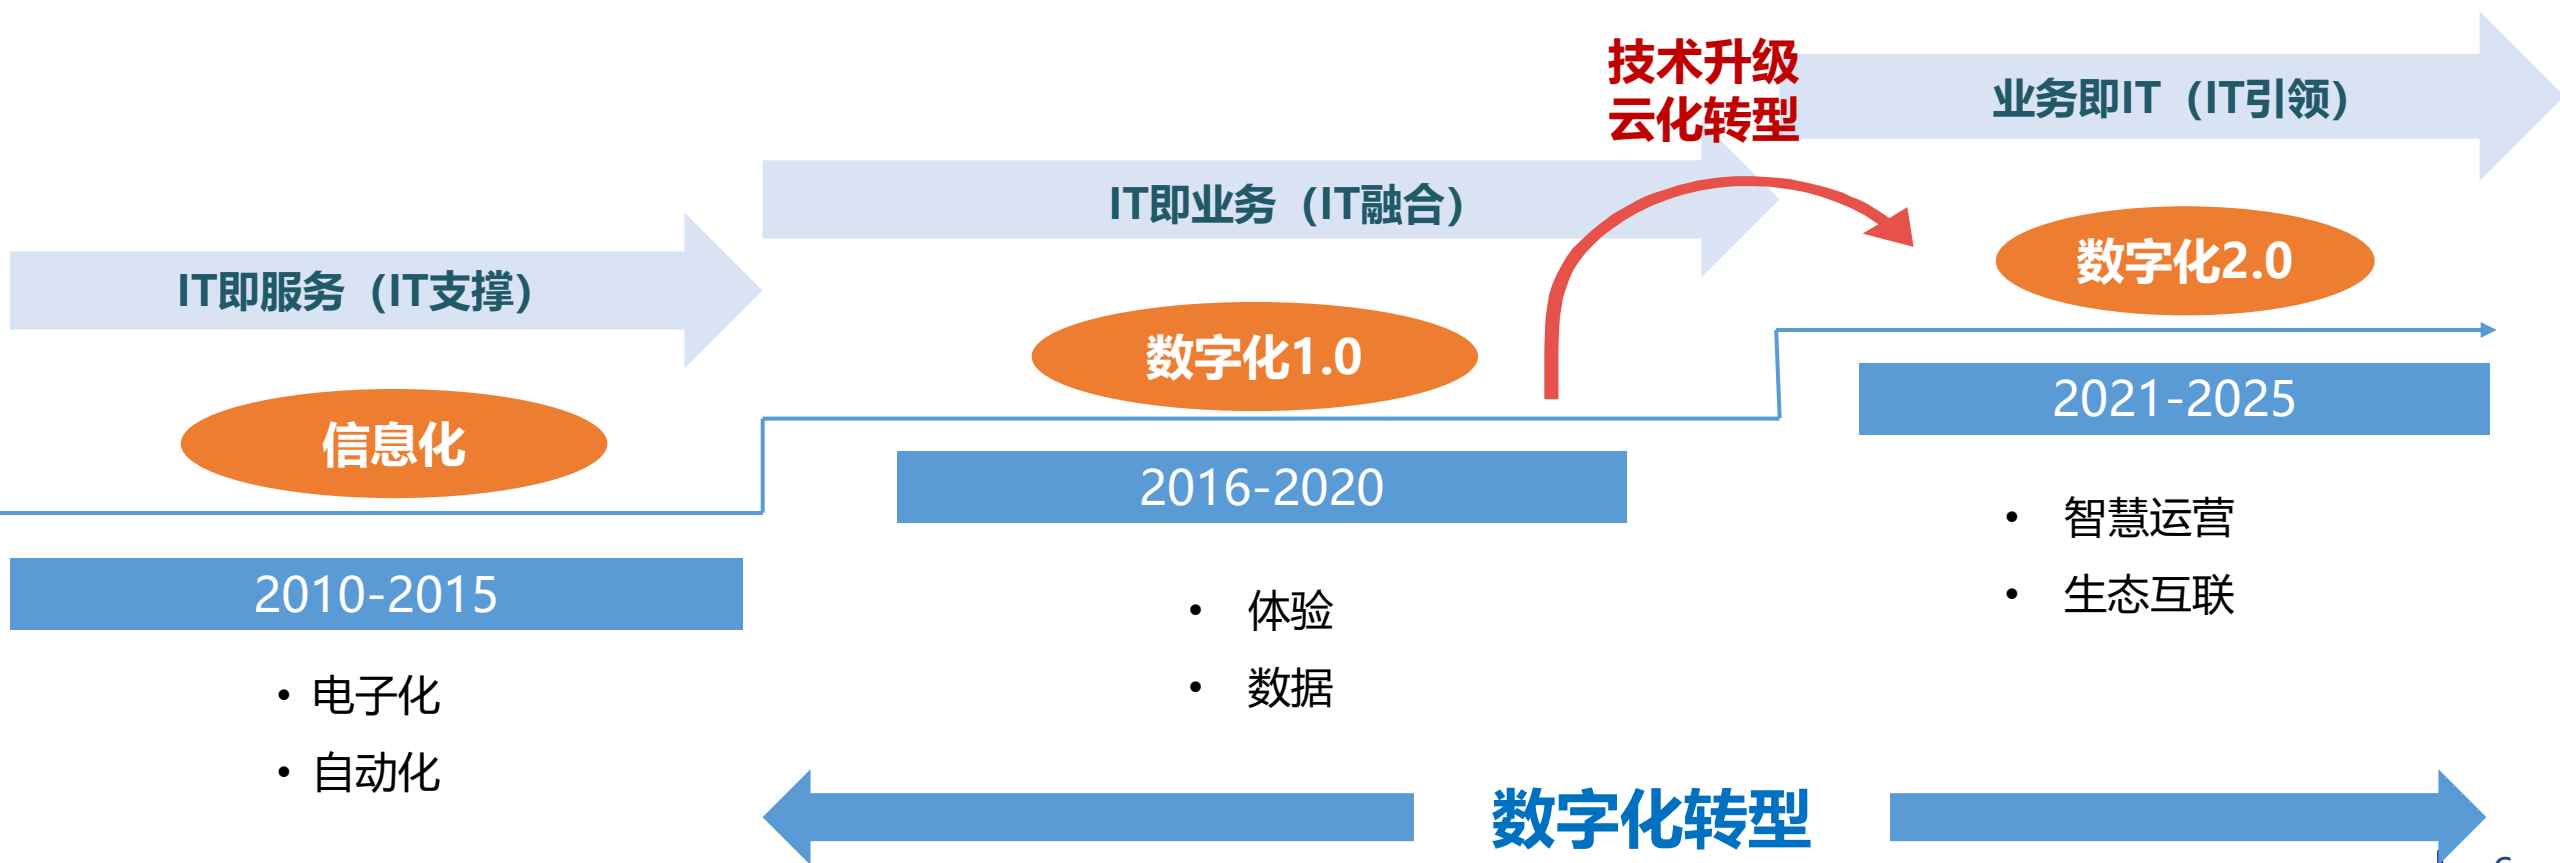 技术升级
云化转型
业务即IT（IT引领）
IT即业务（IT融合）
IT即服务（IT支撑）
数字化2.0
数字化1.0
信息化
2021-2025
2016-2020
2010-2015
• 智慧运营
• 生态互联
• 体验
• 数据
• 电子化
• 自动化
数字化转型